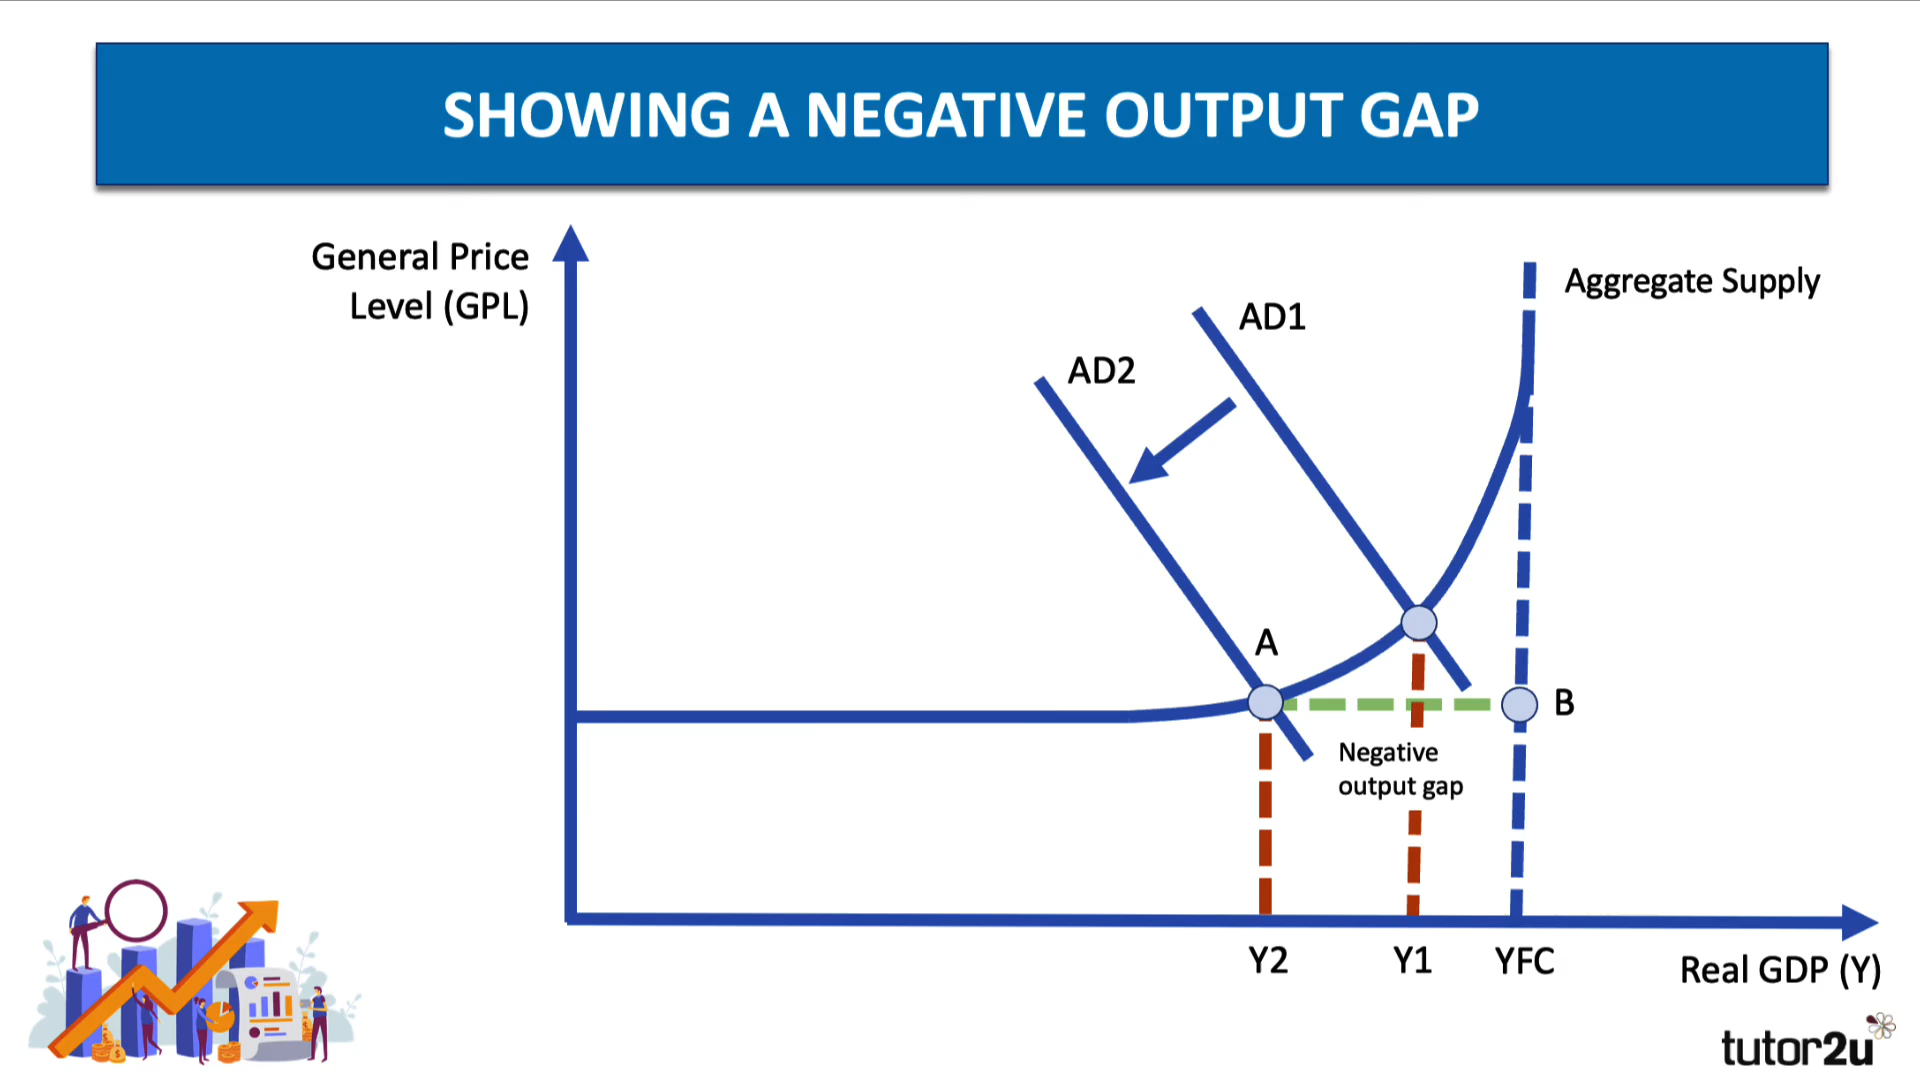 SHOWING A NEGATIVE OUTPUT GAP
General Price
Level (GPL)
Aggregate Supply
AD1
AD2
A
B
Negative
output gap
Y2
Y1
YFC
Real GDP (Y)
tutor2u